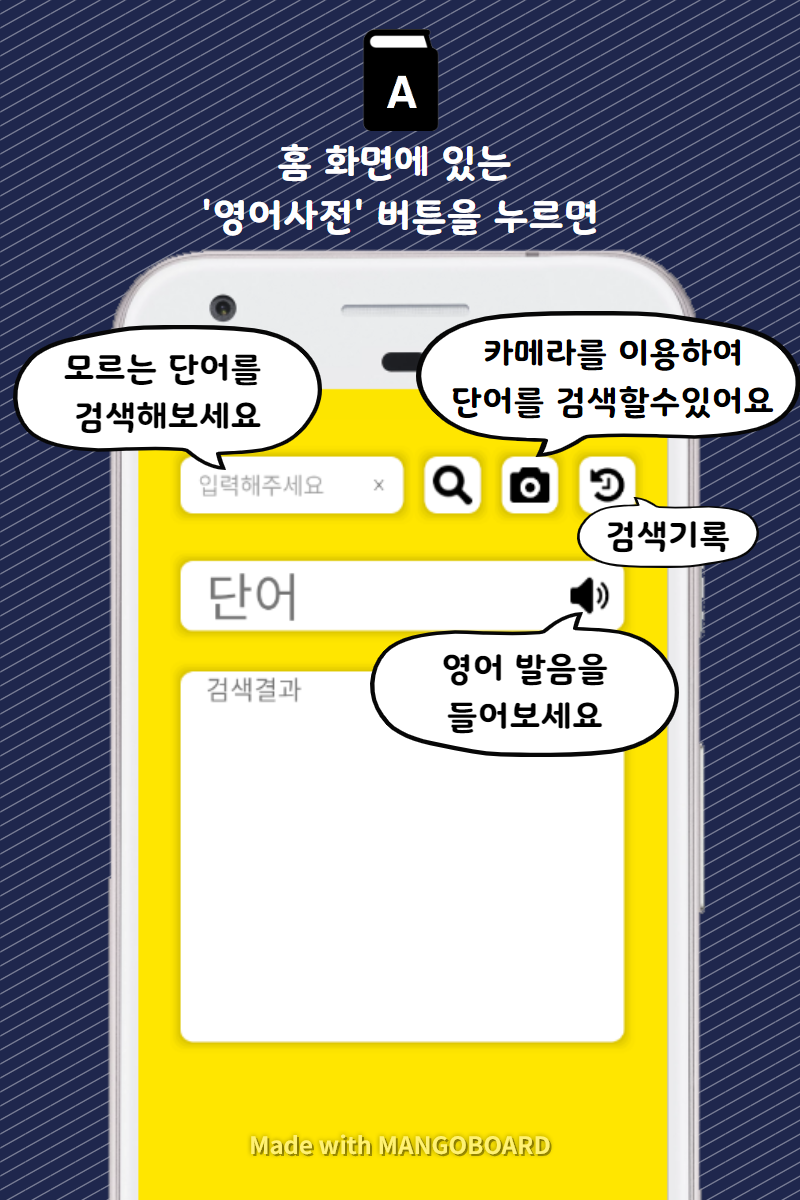 A
홈 화면에 있는
'영어사전' 버튼을 누르면
모르는 단어를
검색해보세요
카메라를 이용하여
단어를 검색할수있어요
입력해주세요 x
검색기록
단어
영어 발음을
들어보세요
검색결과
Made with MANGOBOARD